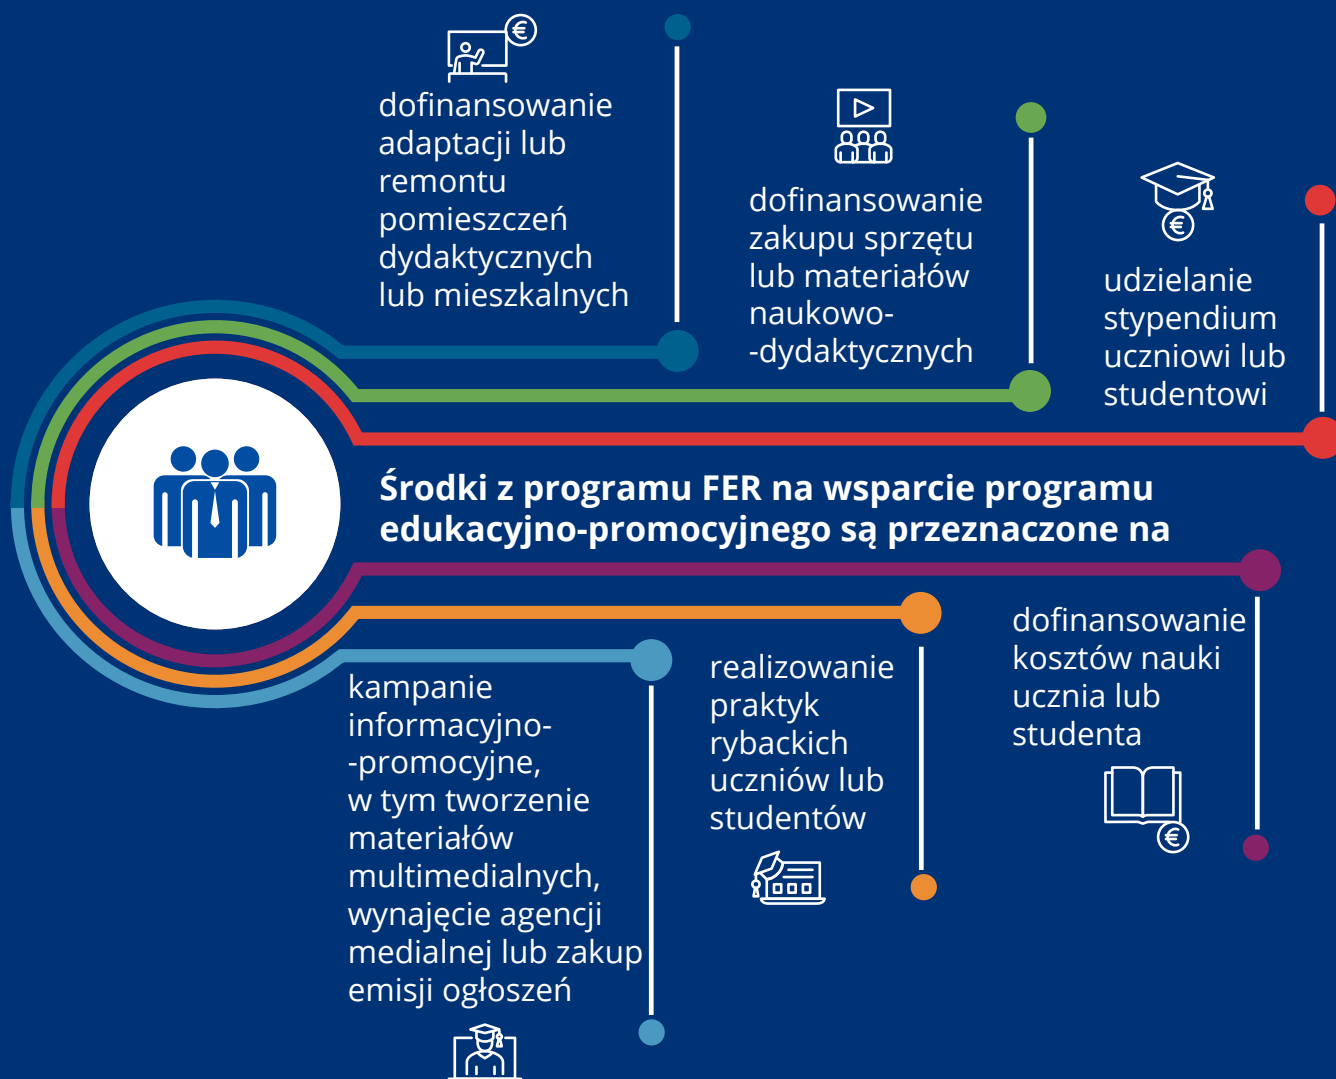 dofinansowanie
adaptacji lub
remontu
pomieszczeń
dydaktycznych
lub mieszkalnych
dofinansowanie
zakupu sprzętu
lub materiałów
naukowo-
-dydaktycznych
udzielanie
stypendium
uczniowi lub
studentowi
Środki z programu FER na wsparcie programu
edukacyjno-promocyjnego są przeznaczone na
kampanie
informacyjno-
-promocyjne,
w tym tworzenie
materiałów
multimedialnych,
wynajęcie agencji
medialnej lub zakup
emisji ogłoszeń
realizowanie
praktyk
rybackich
uczniów lub
studentów
dofinansowanie
kosztów nauki
ucznia lub
studenta